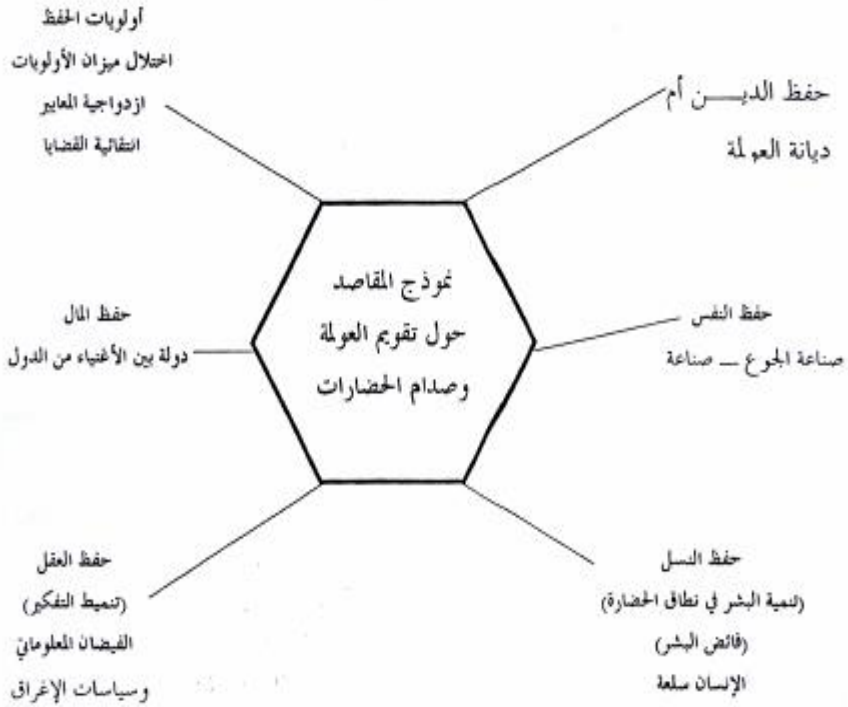 أولويات الحفظ
اختلال ميزان الأولويات
ازدواجية المعايير
انتقائية القضايا
حفظ الديـــن أم
ديانة العولمة
نموذج المقاصد
حول تقويم العولمة
وصدام الحضارات
حفظ النفس
صناعة الجوع – صناعة
حفظ المال
دولة بين الأغنياء من الدول
حفظ النسل
(تنمية البشر في نطاق الحضارة)
(فائض البشر)
الإنسان سلعة
حفظ العقل
(تنميط التفكير)
الفيضان المعلوماتي
وسياسات الإغراق